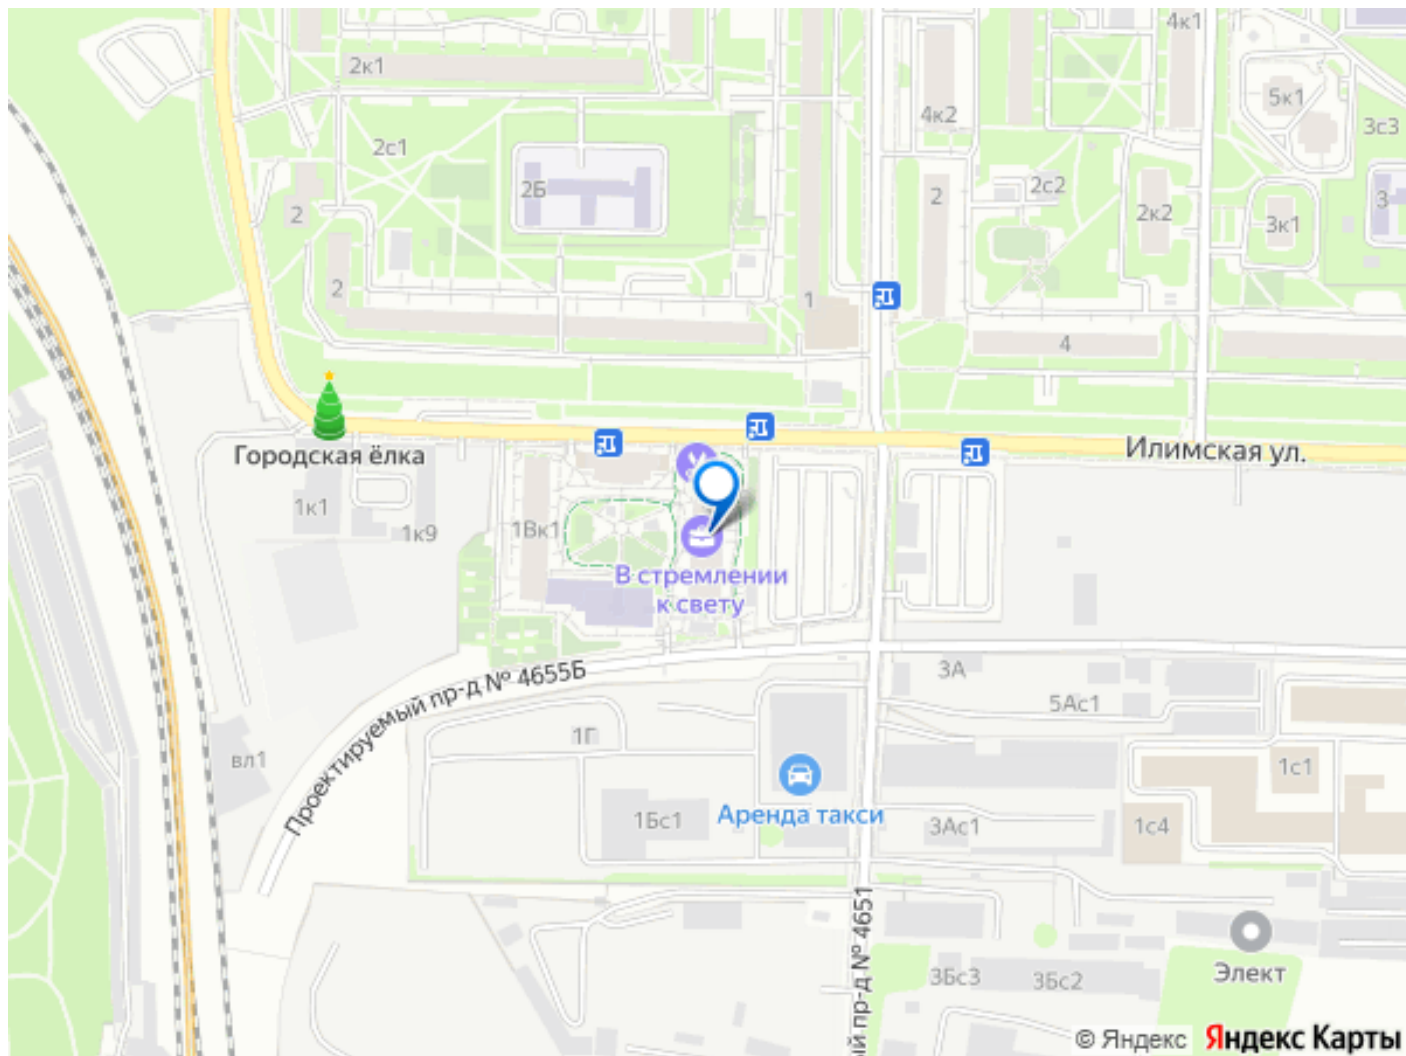 4к1
2к1
5к1
4к2
3с3
2с1
2Б
2с2
2
3
2
2к2
3к1
2
1
4
Илимская ул.
Городская ёлка
1к1
1к9
1Вк1
В стремлении
к свету
Проектируемый пр-д № 4655Б
3А
5Ас1
1Г
вл1
1с1
Аренда такси
1Бс1
3Ас1
1с4
ый пр-д № 4651
Элект
3Бс3
3Бс2
© Яндекс Яндекс Карты